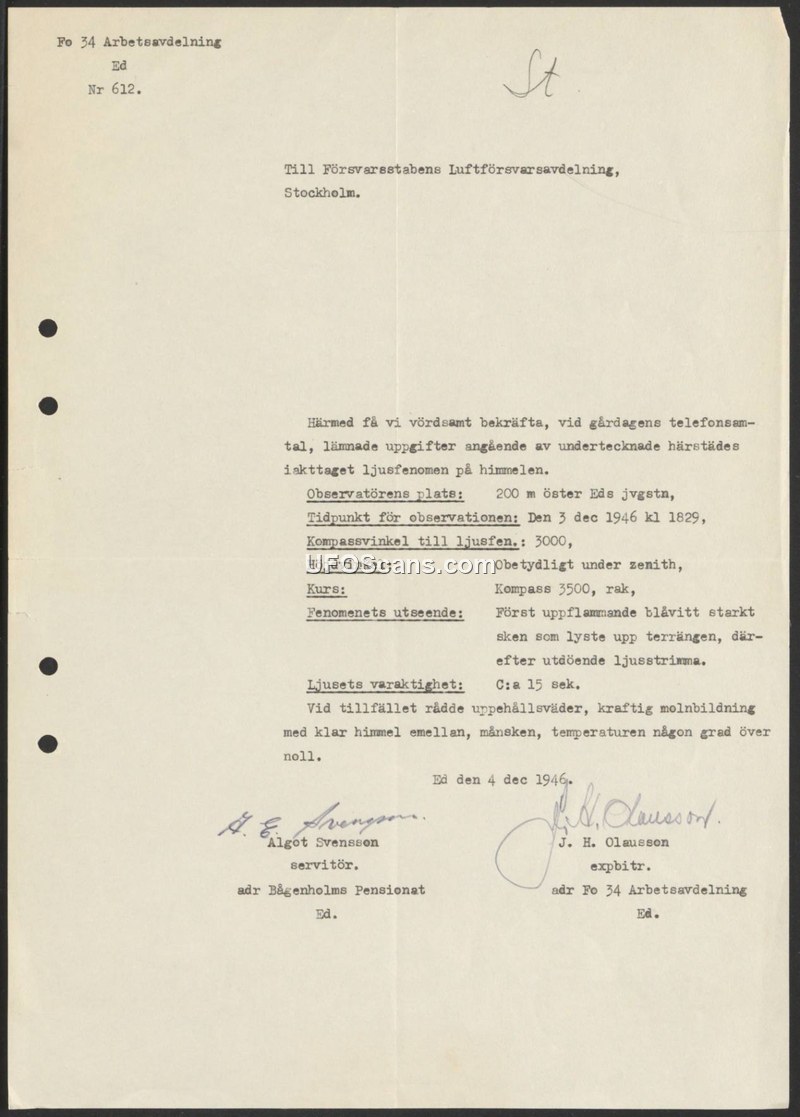 Fo 34 Arbetsavdelning
Ed
Nr 612.
St
Till Försvarsstabens Luftförsvarsavdelning,
Stockholm.
Härmed få vi vördsamt bekräfta, vid gårdagens telefonsam-
tal, lämnade uppgifter angående av undertecknade härstädes
iakttaget ljusfenomen på himmelen.
Observatörens plats: 200 m öster Eds jvgstn,
Tidpunkt för observationen: Den 3 dec 1946 kl 1829,
Kompassvinkel till ljusfen.: 3000,
UFOScans.com
Obetydligt under zenith,
Kurs: Kompass 3500, rak,
Fenomenets utseende: Först uppflammande blåvitt starkt
sken som lyste upp terrängen, där-
efter utdöende ljusstrimma.
Ljusets varaktighet: C:a 15 sek.
Vid tillfället rådde uppehållsväder, kraftig molnbildning
med klar himmel emellan, månsken, temperaturen någon grad över
noll.
Ed den 4 dec 1946.
A. E. Svensson. J. H. Olausson.
Algot Svensson J. H. Olausson
servitör. expbitr.
adr Bågenholms Pensionat adr Fo 34 Arbetsavdelning
Ed. Ed.